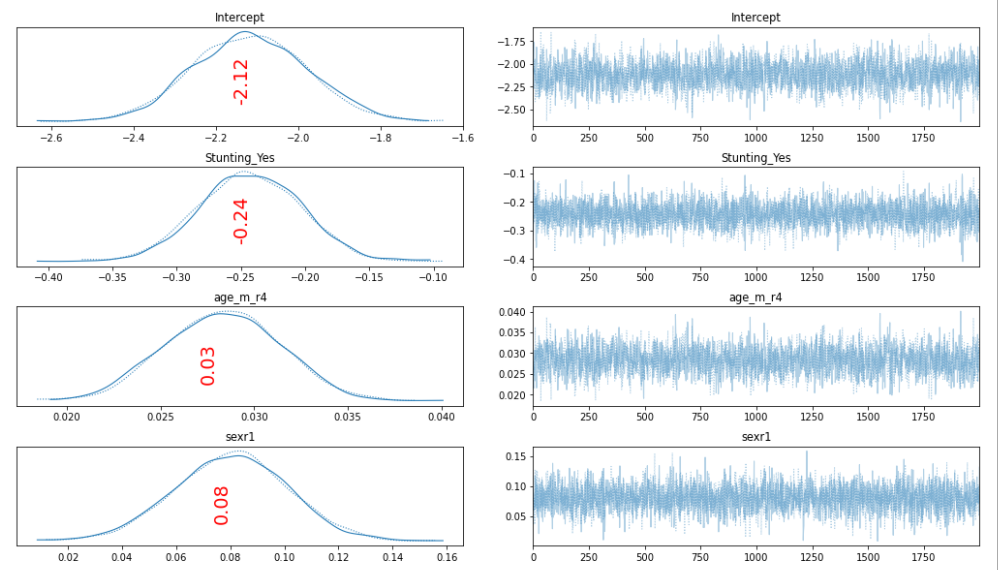 Intercept
-2.12
−2.6 −2.4 −2.2 −2.0 −1.8 −1.6
Intercept
−1.75
−2.00
−2.25
−2.50
0 250 500 750 1000 1250 1500 1750
Stunting_Yes
-0.24
−0.40 −0.35 −0.30 −0.25 −0.20 −0.15 −0.10
Stunting_Yes
−0.1
−0.2
−0.3
−0.4
0 250 500 750 1000 1250 1500 1750
age_m_r4
0.03
0.020 0.025 0.030 0.035 0.040
age_m_r4
0.040
0.035
0.030
0.025
0.020
0 250 500 750 1000 1250 1500 1750
sexr1
0.08
0.02 0.04 0.06 0.08 0.10 0.12 0.14 0.16
sexr1
0.15
0.10
0.05
0 250 500 750 1000 1250 1500 1750